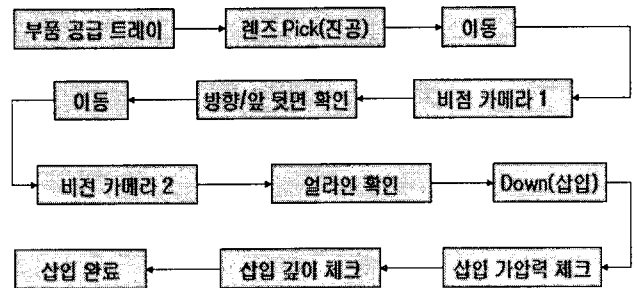 부품 공급 트레이
렌즈 Pick(진공)
이동
비점 카메라 1
방향/앞 뒷면 확인
이동
비전 카메라 2
얼라인 확인
Down(삽입)
삽입 가압력 체크
삽입 깊이 체크
삽입 완료